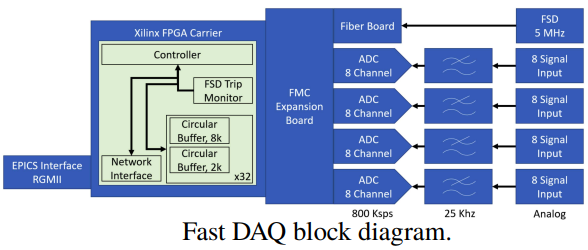 Xilinx FPGA Carrier
Controller
FSD Trip
Monitor
Circular
Buffer, 8k
Circular
Buffer, 2k
x32
Network
Interface
EPICS Interface
RGMII
FMC
Expansion
Board
Fiber Board
FSD
5 MHz
ADC
8 Channel
8 Signal
Input
ADC
8 Channel
8 Signal
Input
ADC
8 Channel
8 Signal
Input
ADC
8 Channel
8 Signal
Input
800 Ksps
25 Khz
Analog
Fast DAQ block diagram.